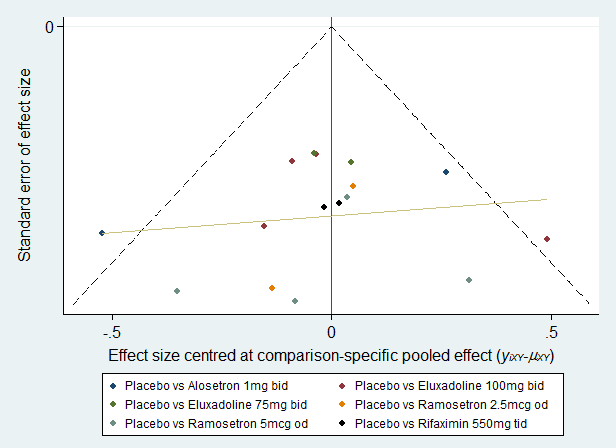 Standard error of effect size
0
-.5 0 .5
Effect size centred at comparison-specific pooled effect (yiXY-μXY)
Placebo vs Alosetron 1mg bid Placebo vs Eluxadoline 100mg bid
Placebo vs Eluxadoline 75mg bid Placebo vs Ramosetron 2.5mcg od
Placebo vs Ramosetron 5mcg od Placebo vs Rifaximin 550mg tid